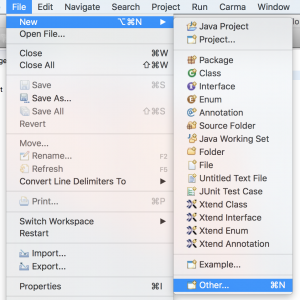 File Edit Navigate Search Project Run Carma Window
New ⌥⌘N
Open File...
Close ⌘W
Close All ⇧⌘W
Save ⌘S
Save As...
Save All ⇧⌘S
Revert
Move...
Rename... F2
Refresh F5
Convert Line Delimiters To
Print... ⌘P
Switch Workspace
Restart
Import...
Export...
Properties ⌘I
Java Project
Project...
Package
Class
Interface
Enum
Annotation
Source Folder
Java Working Set
Folder
File
Untitled Text File
JUnit Test Case
Xtend Class
Xtend Interface
Xtend Enum
Xtend Annotation
Example...
Other... ⌘N